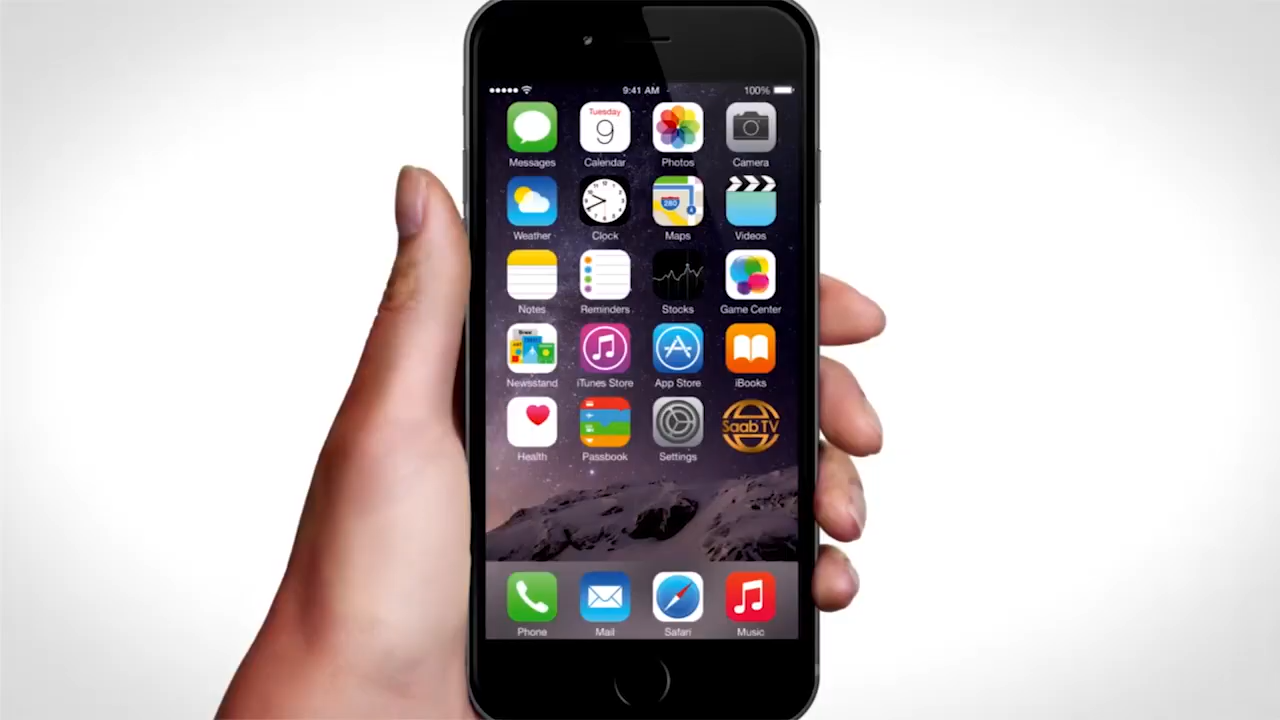 9:41 AM 100%
Tuesday
9
Messages Calendar Photos Camera
280
Weather Clock Maps Videos
Notes Reminders Stocks Game Center
Newsstand iTunes Store App Store iBooks
Saab TV
Health Passbook Settings
Phone Mail Safari Music